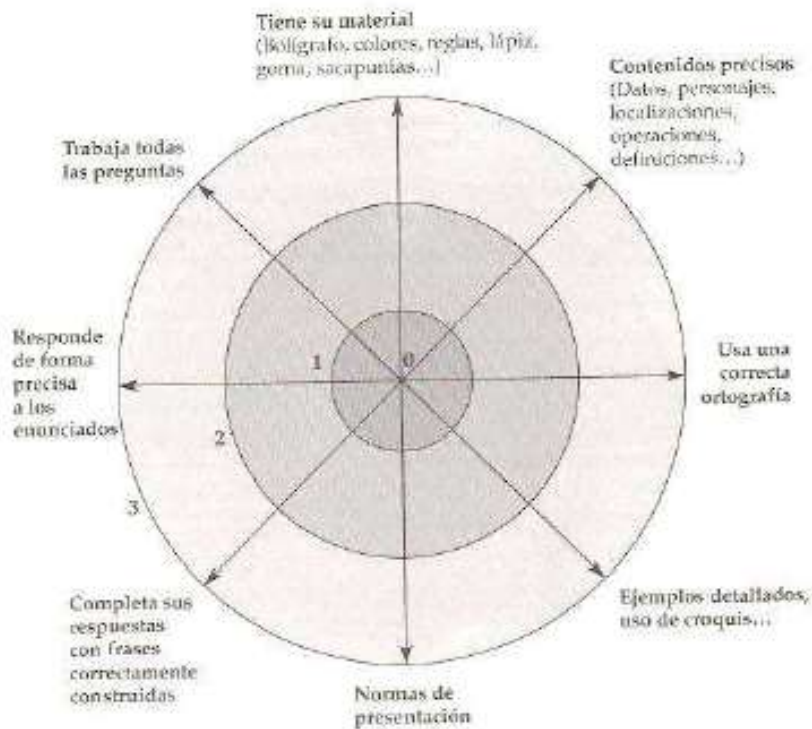 Tiene su material
(Bolígrafo, colores, reglas, lápiz,
goma, sacapuntas...)
Contenidos precisos
(Datos, personajes,
localizaciones,
operaciones,
definiciones...)
Trabaja todas
las preguntas
Responde
de forma
precisa
a los
enunciados
1
0
Usa una
correcta
ortografía
2
3
Completa sus
respuestas
con frases
correctamente
construidas
Ejemplos detallados,
uso de croquis...
Normas de
presentación